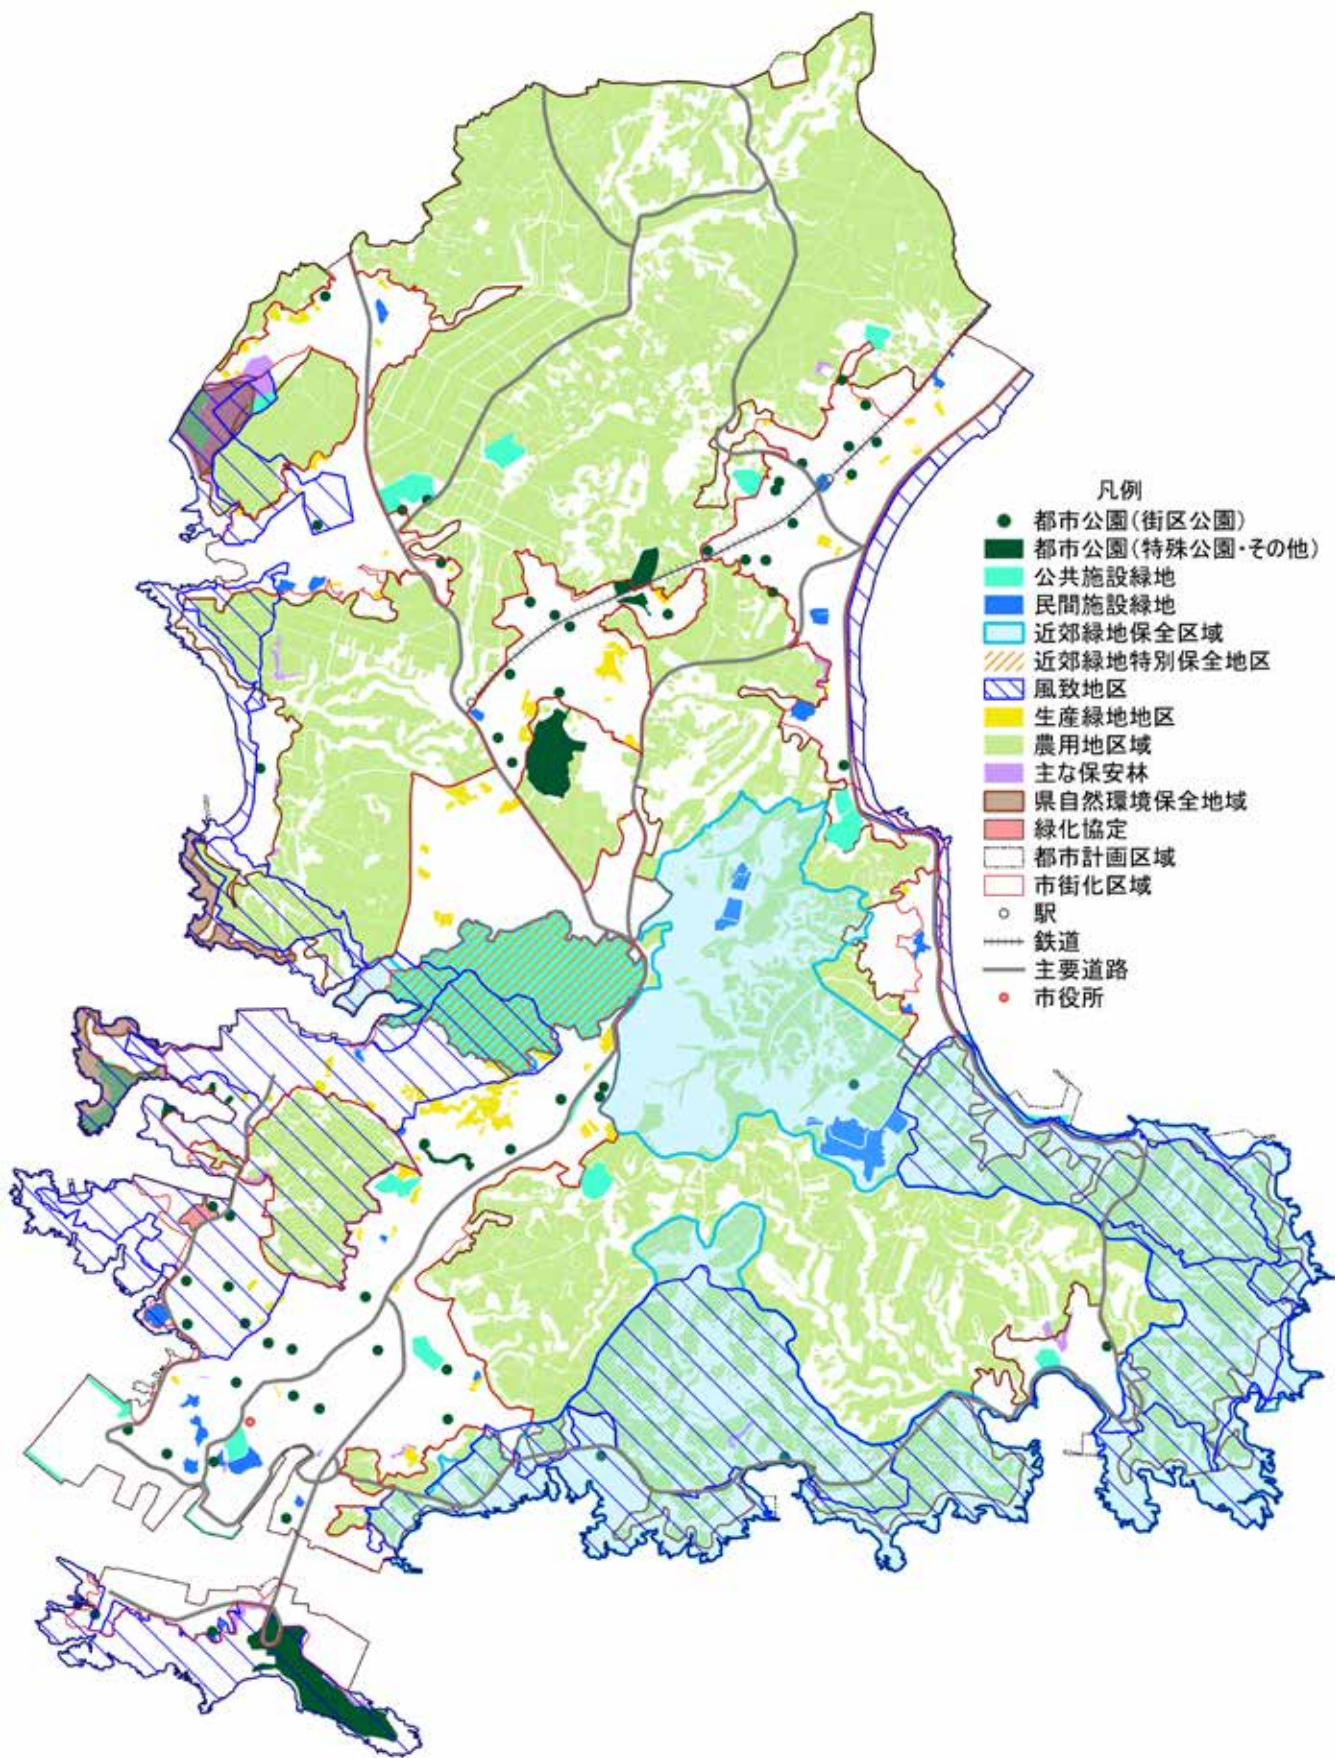 凡例
都市公園(街区公園)
都市公園(特殊公園・その他)
公共施設緑地
民間施設緑地
近郊緑地保全区域
近郊緑地特別保全地区
風致地区
生産緑地地区
農用地区域
主な保安林
県自然環境保全地域
緑化協定
都市計画区域
市街化区域
駅
鉄道
主要道路
市役所